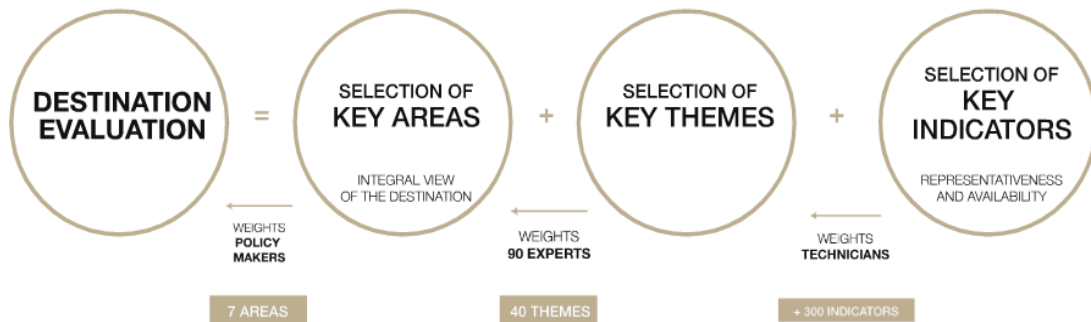 DESTINATION
EVALUATION
=
SELECTION OF
KEY AREAS
INTEGRAL VIEW
OF THE DESTINATION
+
SELECTION OF
KEY THEMES
+
SELECTION OF
KEY
INDICATORS
REPRESENTATIVENESS
AND AVAILABILITY
WEIGHTS
POLICY
MAKERS
WEIGHTS
90 EXPERTS
WEIGHTS
TECHNICIANS
7 AREAS
40 THEMES
+ 300 INDICATORS